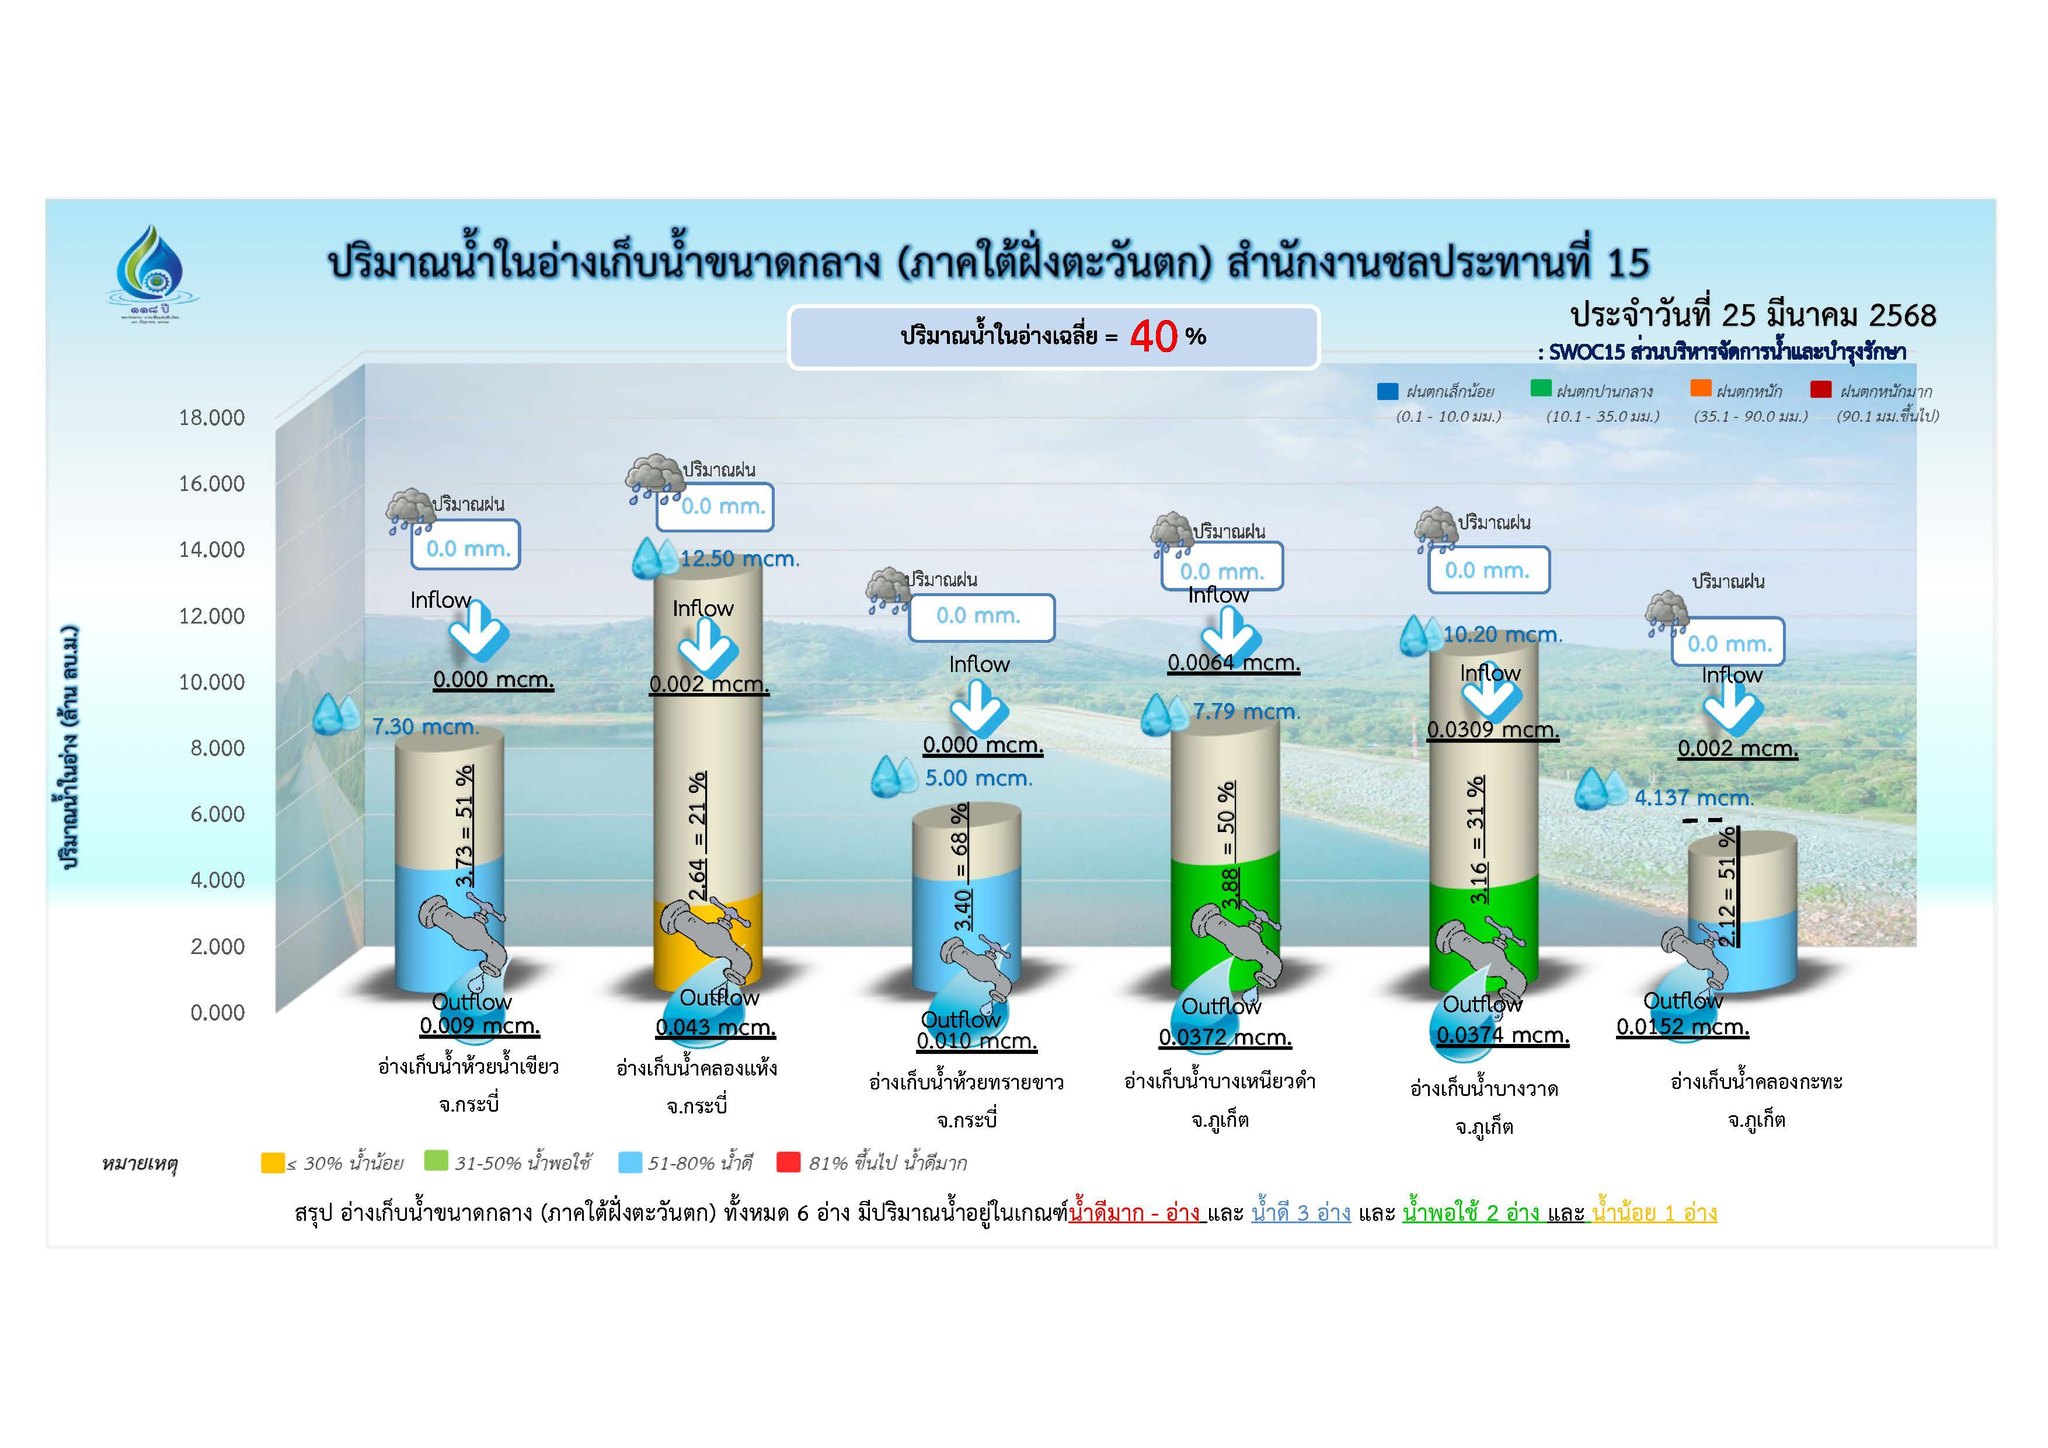 ปริมาณน้ำในอ่างเก็บน้ำขนาดกลาง (ภาคใต้ฝั่งตะวันตก) สำนักงานชลประทานที่ 15
๑๑๘ ปี
ปริมาณน้ำในอ่างเฉลี่ย = 40 %
ประจำวันที่ 25 มีนาคม 2568
: SWOC15 ส่วนบริหารจัดการน้ำและบำรุงรักษา
ฝนตกเล็กน้อย ฝนตกปานกลาง ฝนตกหนัก ฝนตกหนักมาก
(0.1 - 10.0 มม.) (10.1 - 35.0 มม.) (35.1 - 90.0 มม.) (90.1 มม.ขึ้นไป)
ปริมาณน้ำในอ่าง (ล้าน ลบ.ม.)
18.000
16.000
14.000
12.000
10.000
8.000
6.000
4.000
2.000
0.000
ปริมาณฝน
0.0 mm.
Inflow
0.000 mcm.
7.30 mcm.
3.73 = 51 %
Outflow
0.009 mcm.
อ่างเก็บน้ำห้วยน้ำเขียว
จ.กระบี่
ปริมาณฝน
0.0 mm.
12.50 mcm.
Inflow
0.002 mcm.
2.64 = 21 %
Outflow
0.043 mcm.
อ่างเก็บน้ำคลองแห้ง
จ.กระบี่
ปริมาณฝน
0.0 mm.
Inflow
0.000 mcm.
5.00 mcm.
3.40 = 68 %
Outflow
0.010 mcm.
อ่างเก็บน้ำห้วยทรายขาว
จ.กระบี่
ปริมาณฝน
0.0 mm.
Inflow
0.0064 mcm.
7.79 mcm.
3.88 = 50 %
Outflow
0.0372 mcm.
อ่างเก็บน้ำบางเหนียวดำ
จ.ภูเก็ต
ปริมาณฝน
0.0 mm.
10.20 mcm.
Inflow
0.0309 mcm.
3.16 = 31 %
Outflow
0.0374 mcm.
อ่างเก็บน้ำบางวาด
จ.ภูเก็ต
ปริมาณฝน
0.0 mm.
Inflow
0.002 mcm.
4.137 mcm.
2.12 = 51 %
Outflow
0.0152 mcm.
อ่างเก็บน้ำคลองกะทะ
จ.ภูเก็ต
หมายเหตุ ≤ 30% น้ำน้อย 31-50% น้ำพอใช้ 51-80% น้ำดี 81% ขึ้นไป น้ำดีมาก
สรุป อ่างเก็บน้ำขนาดกลาง (ภาคใต้ฝั่งตะวันตก) ทั้งหมด 6 อ่าง มีปริมาณน้ำอยู่ในเกณฑ์น้ำดีมาก - อ่าง และ น้ำดี 3 อ่าง และ น้ำพอใช้ 2 อ่าง และ น้ำน้อย 1 อ่าง